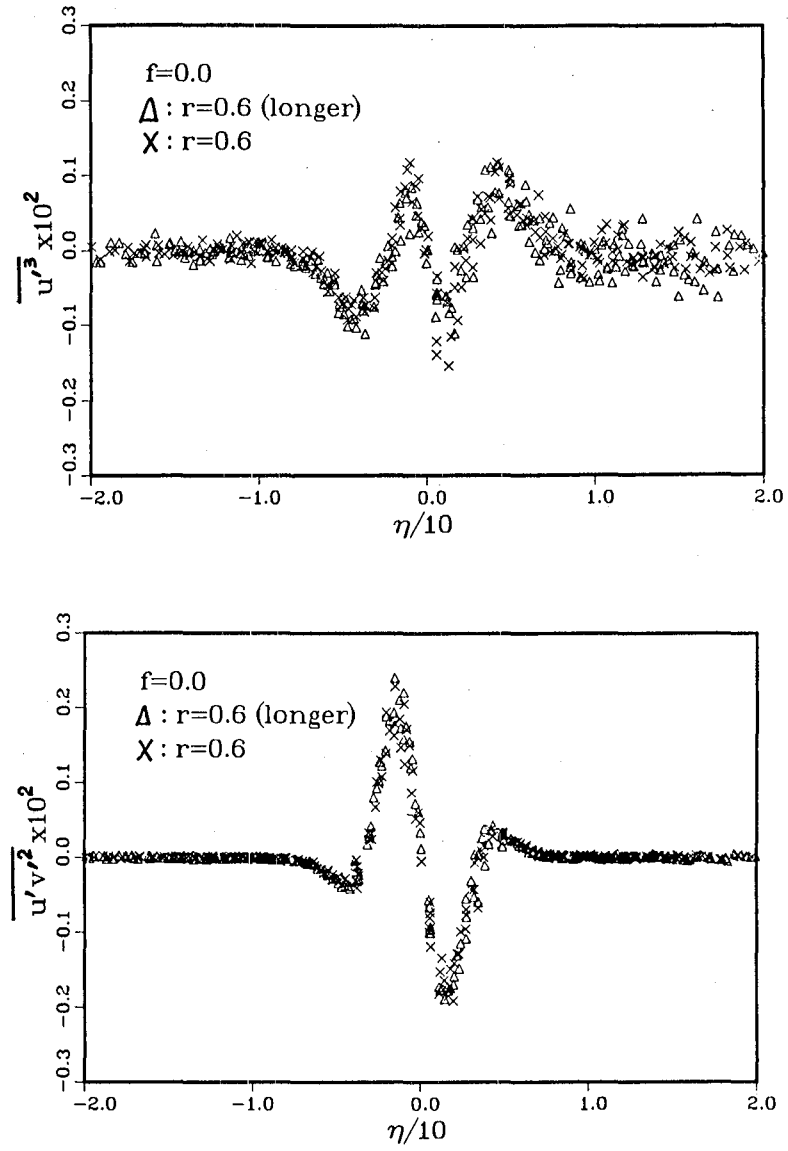 0.3
0.2
0.1
0.0
−0.1
−0.2
−0.3
u′³ x10²
f=0.0
Δ : r=0.6 (longer)
X : r=0.6
−2.0 −1.0 0.0 1.0 2.0
η/10
0.3
0.2
0.1
0.0
−0.1
−0.2
−0.3
u′v′² x10²
f=0.0
Δ : r=0.6 (longer)
X : r=0.6
−2.0 −1.0 0.0 1.0 2.0
η/10